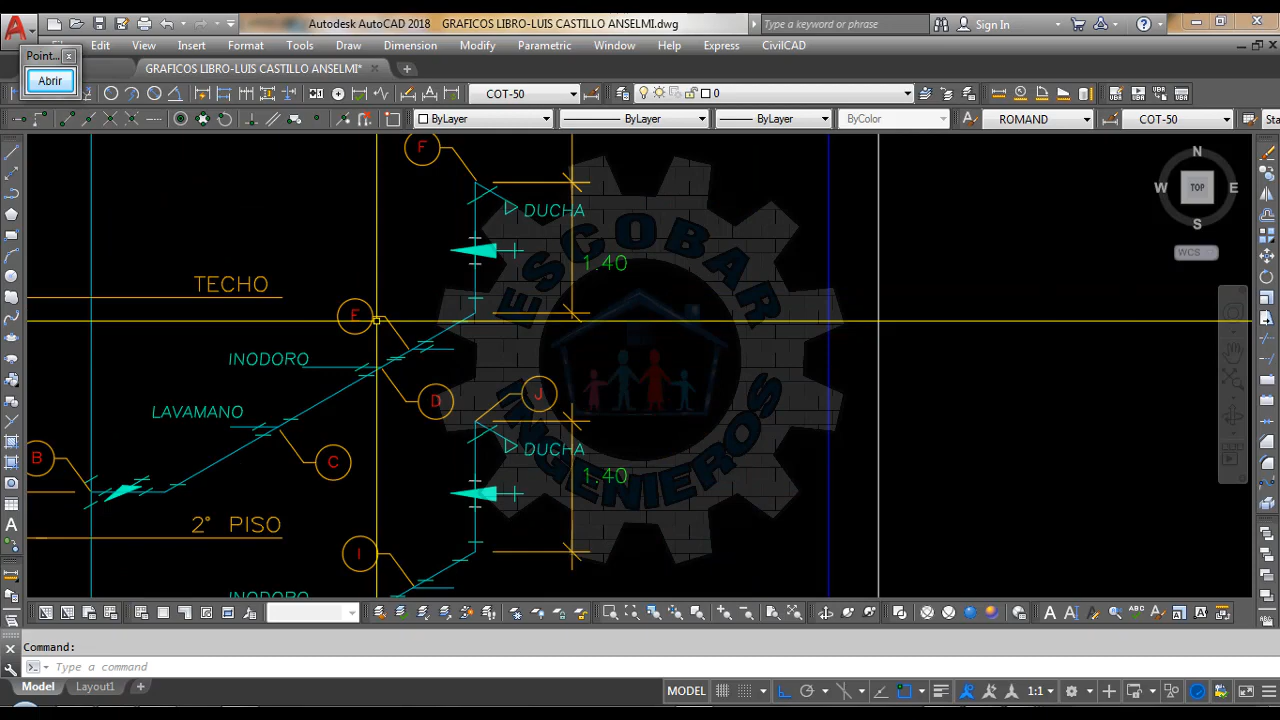 Autodesk AutoCAD 2018 GRAFICOS LIBRO-LUIS CASTILLO ANSELMI.dwg
Type a keyword or phrase
Sign In
Edit View Insert Format Tools Draw Dimension Modify Parametric Window Help Express CivilCAD
Point...
Abrir
GRAFICOS LIBRO-LUIS CASTILLO ANSELMI*
COT-50
0
ByLayer
ByLayer
ByLayer
ByColor
ROMAND
COT-50
Sta
F
DUCHA
1.40
TECHO
E
INODORO
D
J
LAVAMANO
DUCHA
B
C
1.40
2° PISO
I
INODORO
ESCOBAR
INGENIEROS
N
W
TOP
E
S
WCS
Command:
Type a command
Model Layout1
MODEL
1:1